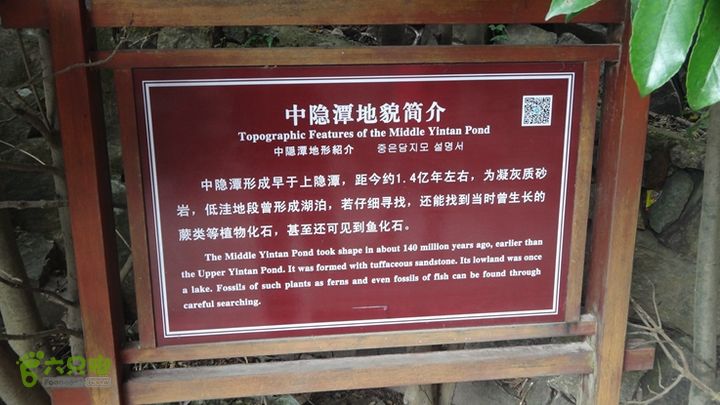 中隐潭地貌简介
Topographic Features of the Middle Yintan Pond
中隠潭地形紹介 중은담지모 설명서
中隐潭形成早于上隐潭，距今约1.4亿年左右，为凝灰质砂
岩，低洼地段曾形成湖泊，若仔细寻找，还能找到当时曾生长的
蕨类等植物化石，甚至还可见到鱼化石。
The Middle Yintan Pond took shape in about 140 million years ago, earlier than
the Upper Yintan Pond. It was formed with tuffaceous sandstone. Its lowland was once
a lake. Fossils of such plants as ferns and even fossils of fish can be found through
careful searching.
六只脚